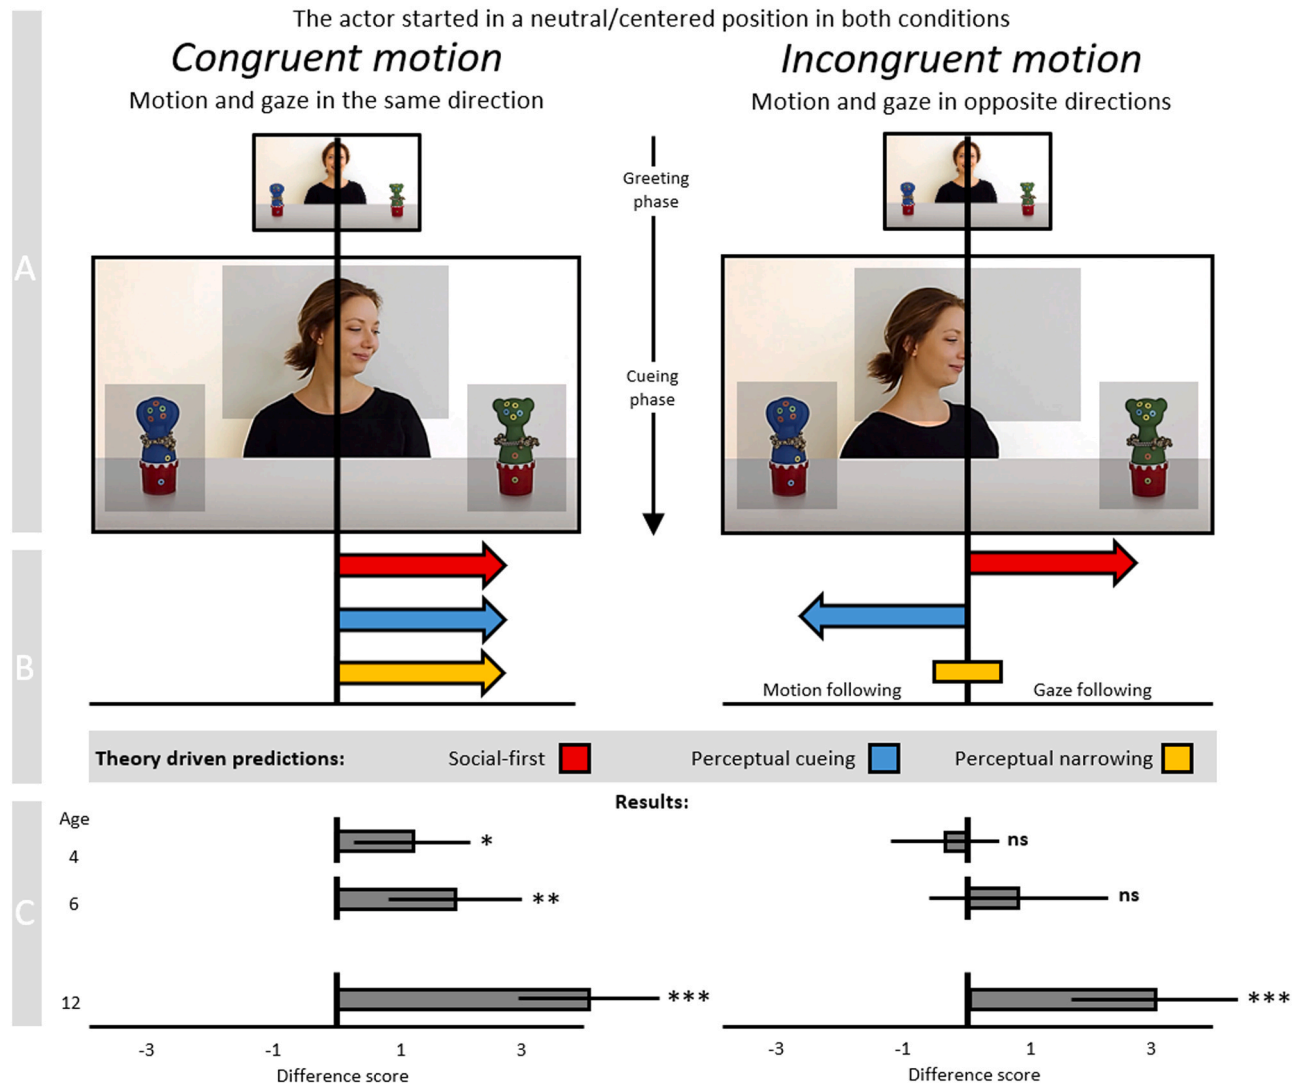 The actor started in a neutral/centered position in both conditions
Congruent motion
Incongruent motion
Motion and gaze in the same direction
Motion and gaze in opposite directions
Greeting
phase
A
Cueing
phase
B
Motion following
Gaze following
Theory driven predictions:
Social-first
Perceptual cueing
Perceptual narrowing
Results:
C
Age
4
*
ns
6
**
ns
12
***
***
-3
-1
1
3
-3
-1
1
3
Difference score
Difference score